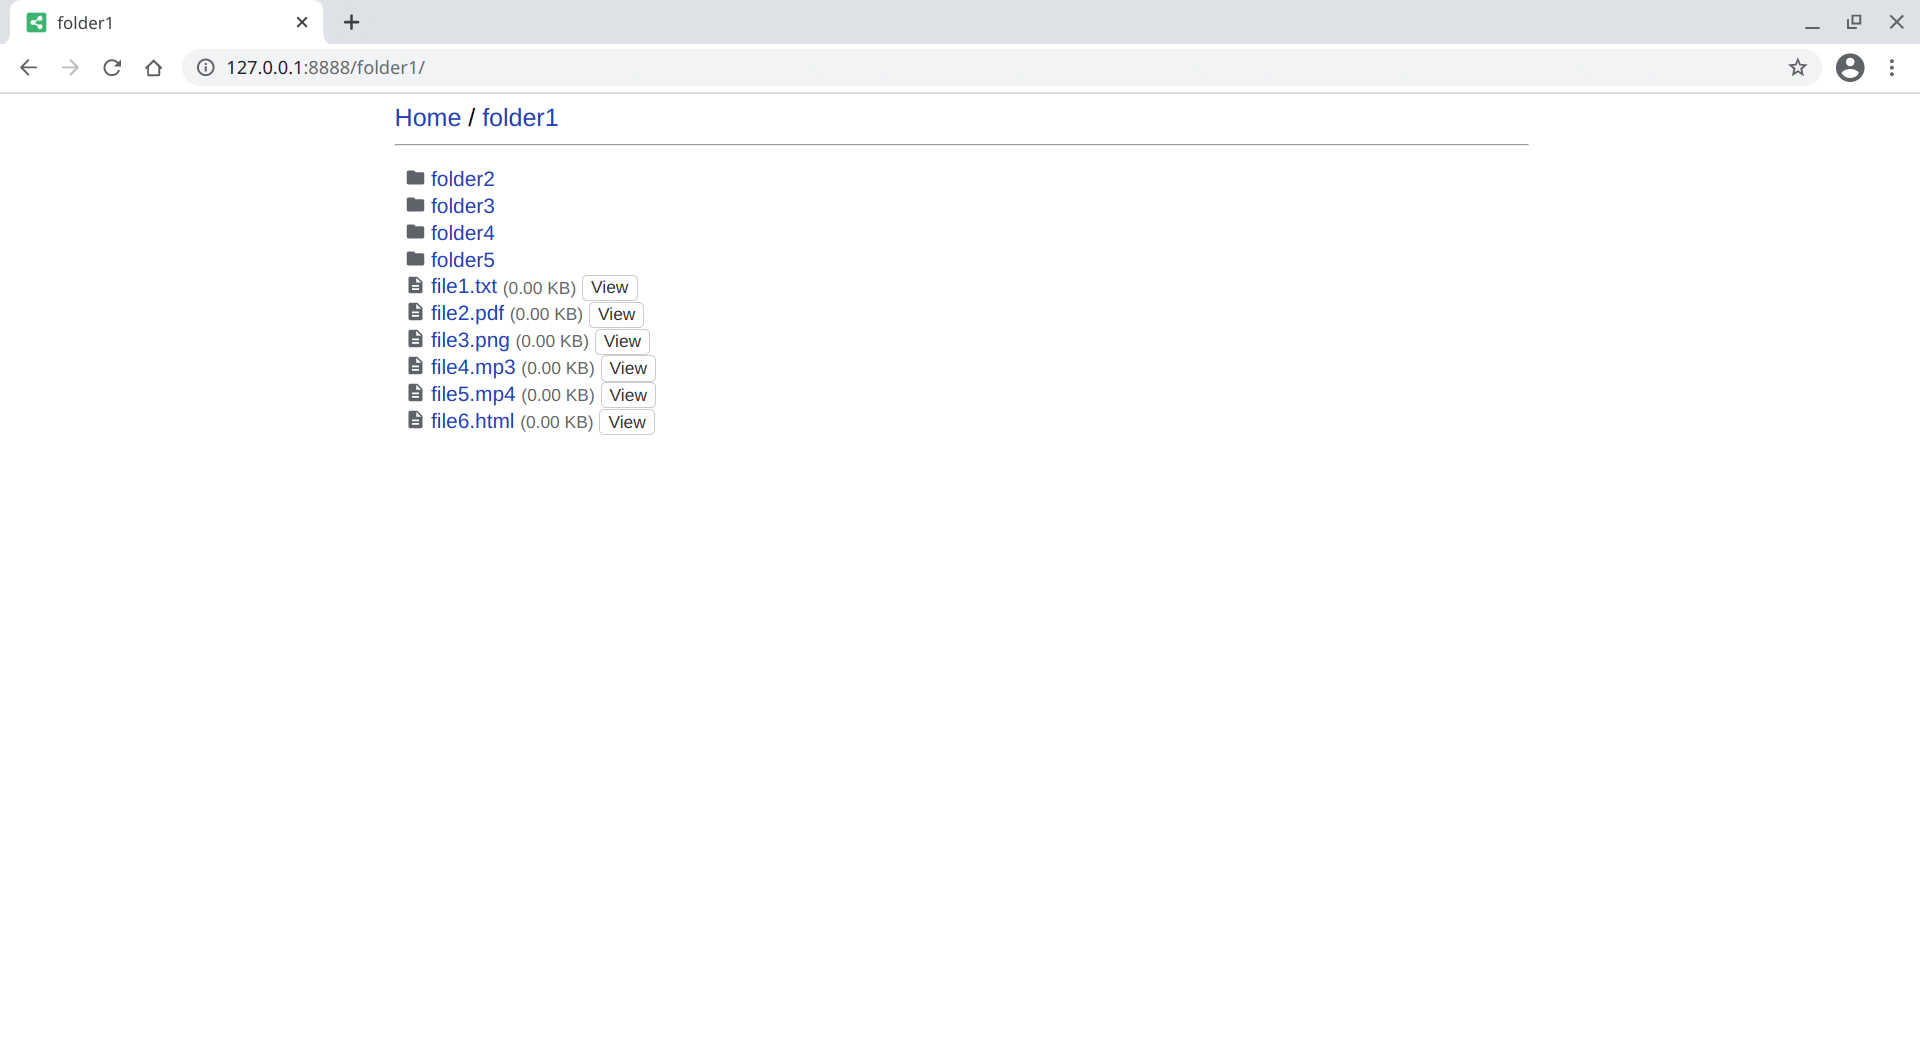 folder1
127.0.0.1:8888/folder1/
Home / folder1
folder2
folder3
folder4
folder5
file1.txt (0.00 KB) View
file2.pdf (0.00 KB) View
file3.png (0.00 KB) View
file4.mp3 (0.00 KB) View
file5.mp4 (0.00 KB) View
file6.html (0.00 KB) View